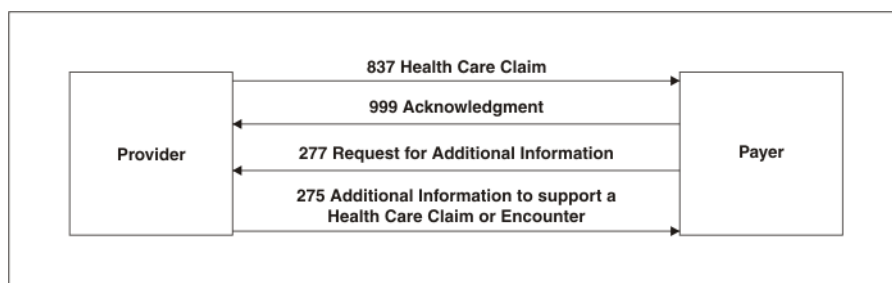 837 Health Care Claim
999 Acknowledgment
Provider
277 Request for Additional Information
Payer
275 Additional Information to support a
Health Care Claim or Encounter